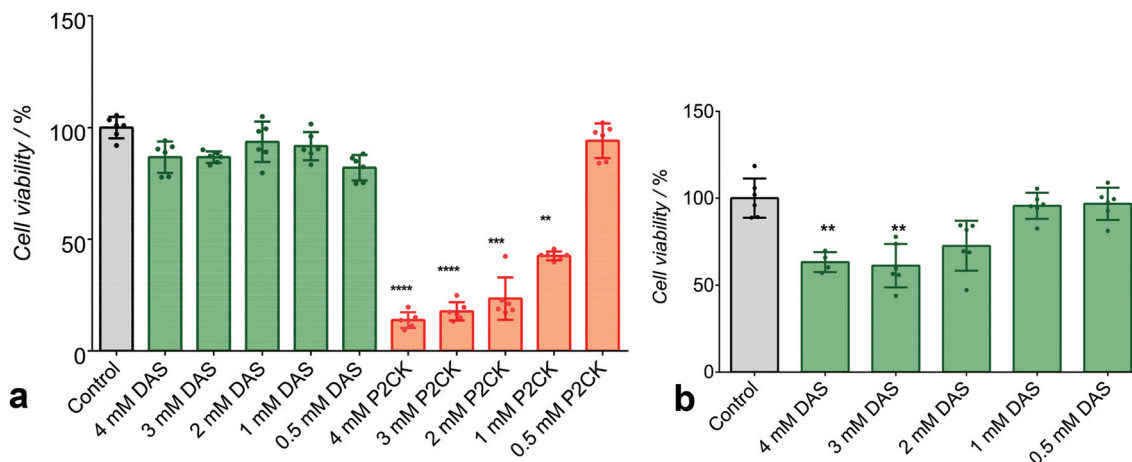 150
100
50
0
Cell viability / %
****
****
***
**
Control
4 mM DAS
3 mM DAS
2 mM DAS
1 mM DAS
0.5 mM DAS
4 mM P2CK
3 mM P2CK
2 mM P2CK
1 mM P2CK
0.5 mM P2CK
a
150
100
50
0
Cell viability / %
**
**
Control
4 mM DAS
3 mM DAS
2 mM DAS
1 mM DAS
0.5 mM DAS
b